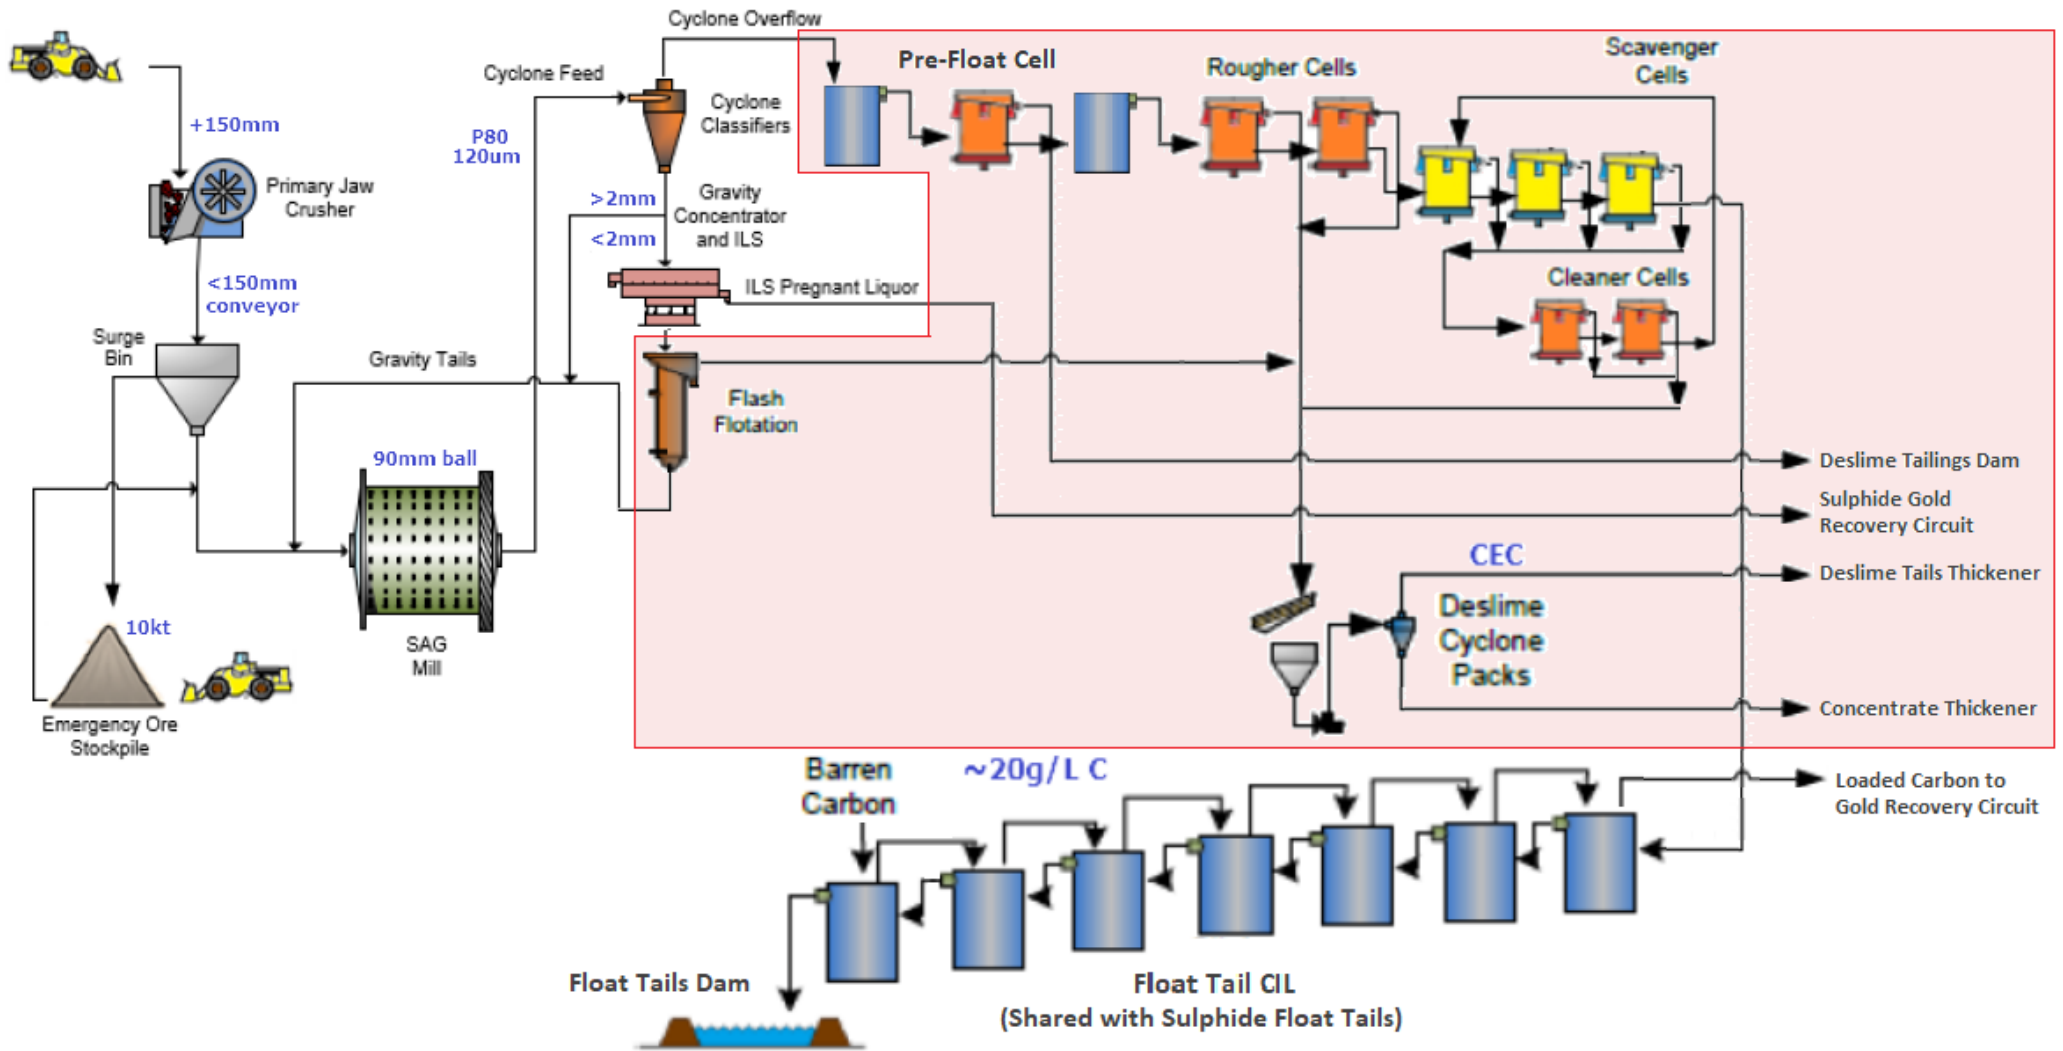 Cyclone Overflow
Pre-Float Cell
Rougher Cells
Scavenger
Cells
Cyclone Feed
Cyclone
Classifiers
+150mm
P80
120um
Primary Jaw
Crusher
>2mm
Gravity
Concentrator
and ILS
<2mm
<150mm
conveyor
ILS Pregnant Liquor
Cleaner Cells
Surge
Bin
Gravity Tails
Flash
Flotation
90mm ball
Deslime Tailings Dam
Sulphide Gold
Recovery Circuit
CEC
Deslime Tails Thickener
Deslime
Cyclone
Packs
10kt
SAG
Mill
Emergency Ore
Stockpile
Concentrate Thickener
Barren
Carbon
~20g/L C
Loaded Carbon to
Gold Recovery Circuit
Float Tails Dam
Float Tail CIL
(Shared with Sulphide Float Tails)